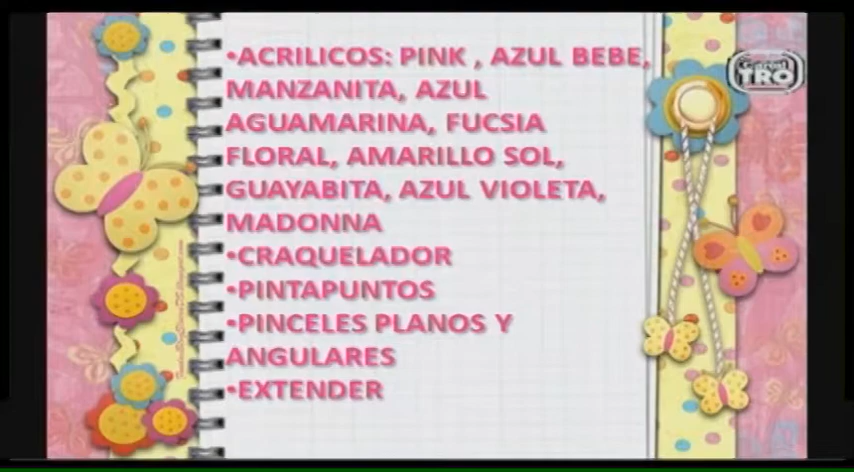 •ACRILICOS: PINK , AZUL BEBE,
MANZANITA, AZUL
AGUAMARINA, FUCSIA
FLORAL, AMARILLO SOL,
GUAYABITA, AZUL VIOLETA,
MADONNA
•CRAQUELADOR
•PINTAPUNTOS
•PINCELES PLANOS Y
ANGULARES
•EXTENDER
Canal
TRO